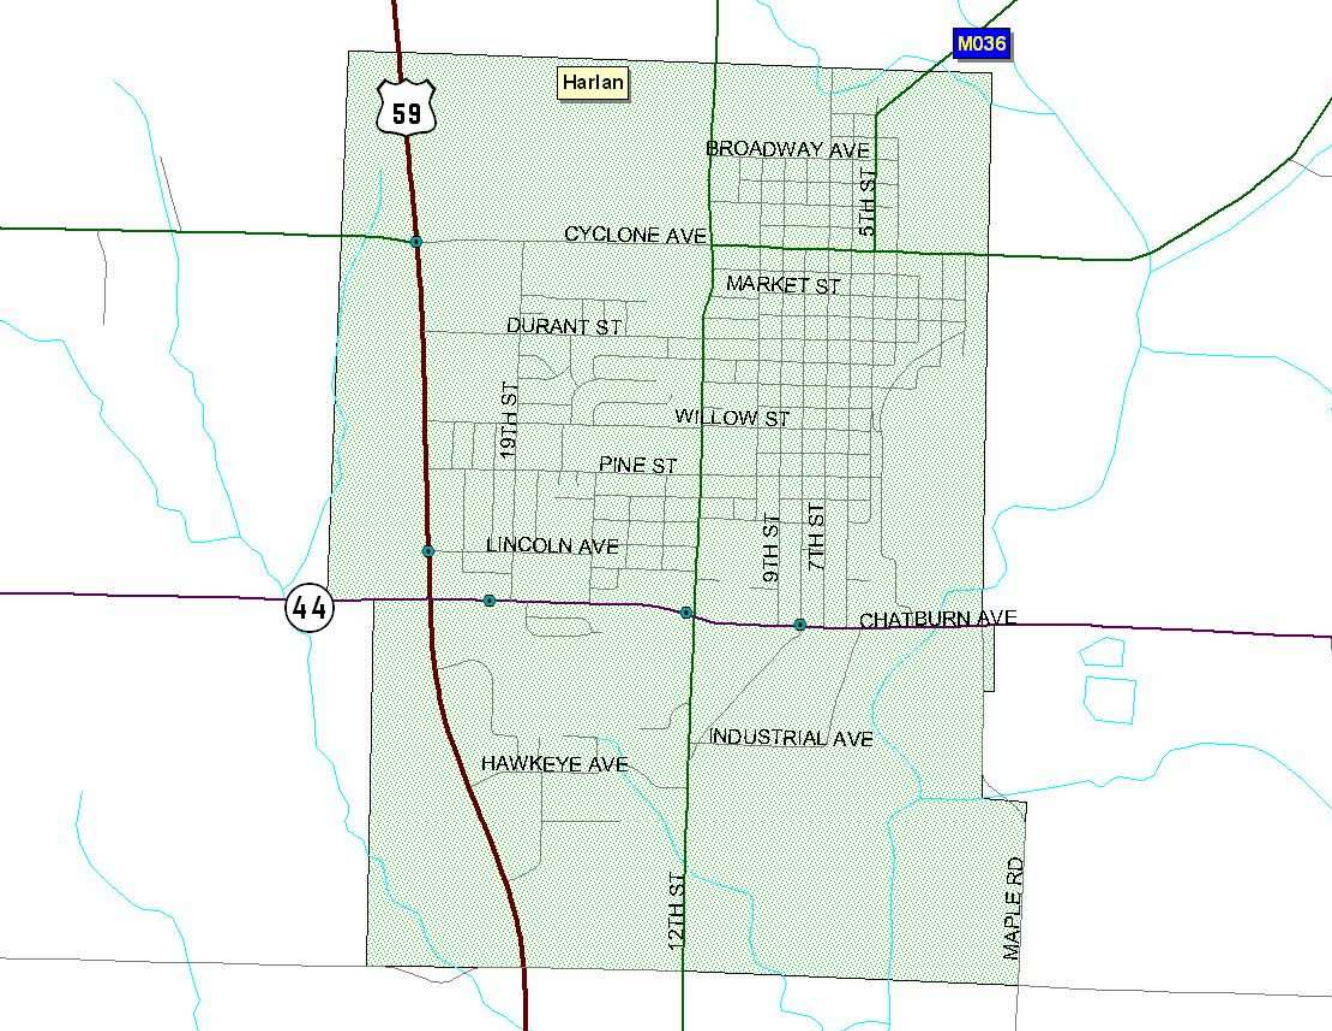 M036
Harlan
59
BROADWAY AVE
5TH ST
CYCLONE AVE
MARKET ST
DURANT ST
19TH ST
WILLOW ST
PINE ST
9TH ST
7TH ST
LINCOLN AVE
44
CHATBURN AVE
INDUSTRIAL AVE
HAWKEYE AVE
12TH ST
MAPLE RD